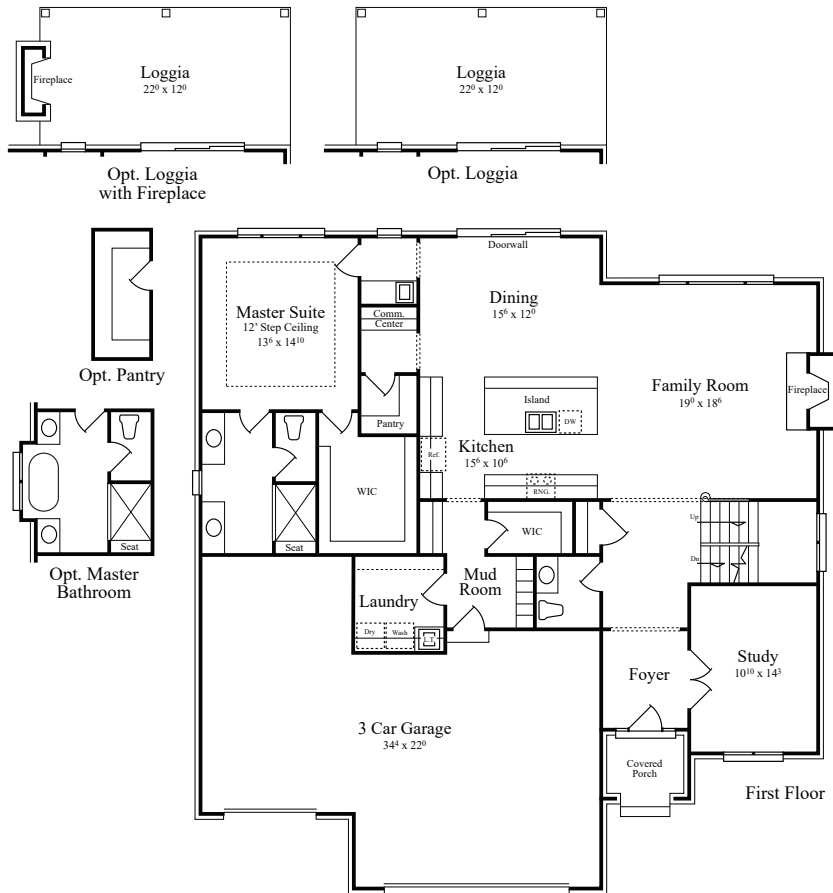 Loggia
22⁰ x 12⁰
Fireplace
Opt. Loggia
with Fireplace
Loggia
22⁰ x 12⁰
Opt. Loggia
Opt. Pantry
Seat
Opt. Master
Bathroom
Doorwall
Master Suite
12' Step Ceiling
13⁶ x 14¹⁰
Comm.
Center
Dining
15⁶ x 12⁰
Pantry
Island
DW
Family Room
19⁰ x 18⁶
Fireplace
Kitchen
15⁶ x 10⁶
Ref.
RNG.
WIC
Seat
WIC
Up
Dn
Mud
Room
Laundry
Dry
Wash
L.T.
Foyer
Study
10¹⁰ x 14³
3 Car Garage
34⁴ x 22⁰
Covered
Porch
First Floor